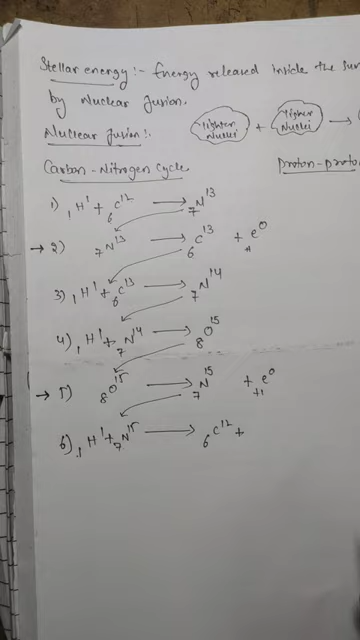 Stellar energy :- Energy released inside the sun
by Nuclear fusion.
Nuclear fusion :- Lighter Nuclei + Lighter Nuclei →
Carbon-Nitrogen Cycle
Proton-proto
1) ₁H¹ + ₆C¹² → ₇N¹³
→ 2) ₇N¹³ → ₆C¹³ + ₊₁e⁰
3) ₁H¹ + ₆C¹³ → ₇N¹⁴
4) ₁H¹ + ₇N¹⁴ → ₈O¹⁵
→ 5) ₈O¹⁵ → ₇N¹⁵ + ₊₁e⁰
6) ₁H¹ + ₇N¹⁵ → ₆C¹² +